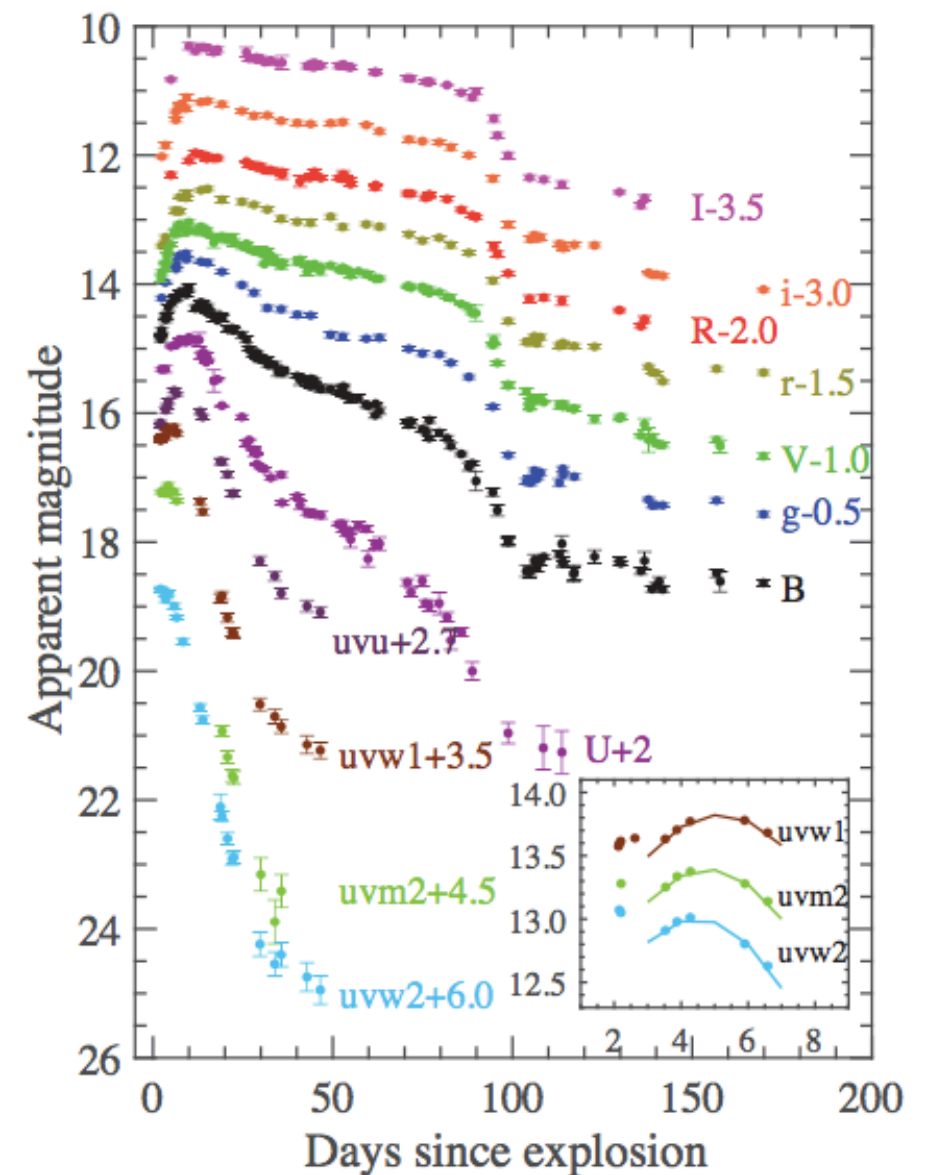 10
12
14
16
18
20
22
24
26
Apparent magnitude
I-3.5
i-3.0
R-2.0
r-1.5
V-1.0
g-0.5
B
uvu+2.7
U+2
uvw1+3.5
uvm2+4.5
uvw2+6.0
14.0
13.5
13.0
12.5
uvw1
uvm2
uvw2
2 4 6 8
0 50 100 150 200
Days since explosion